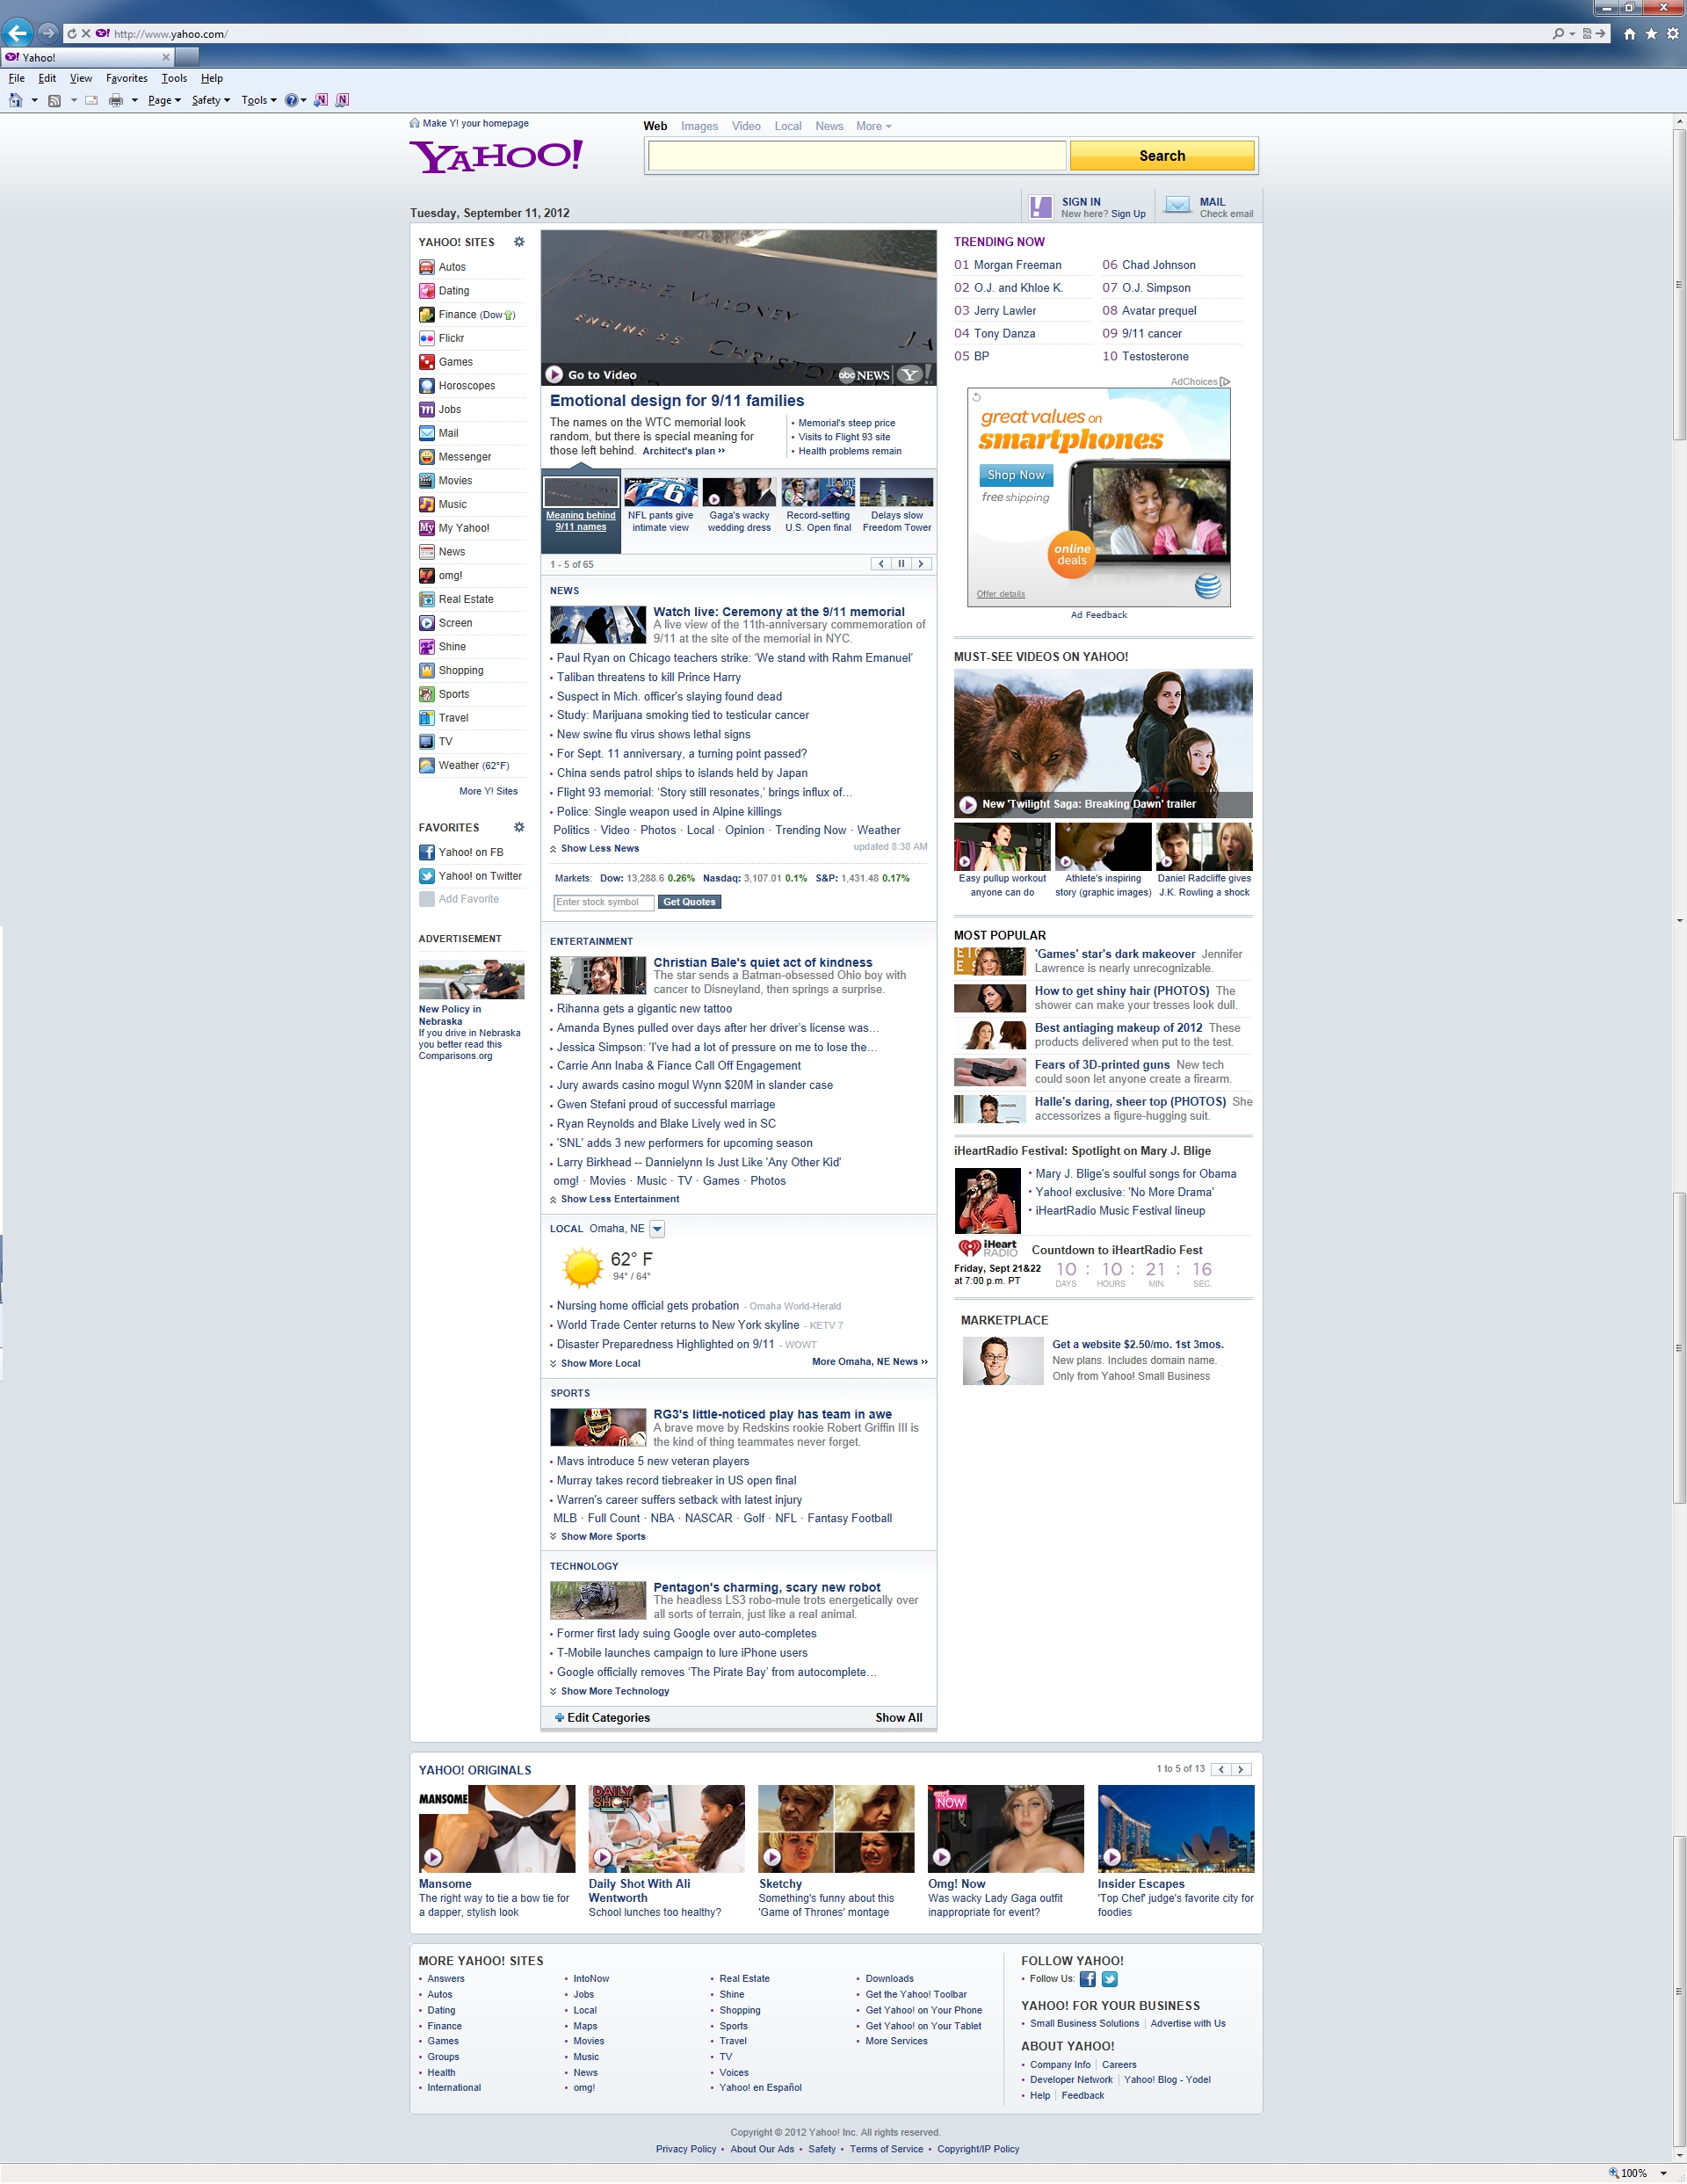 http://www.yahoo.com/
Yahoo!
File Edit View Favorites Tools Help
Page Safety Tools
Make Y! your homepage
YAHOO!
Web Images Video Local News More
Search
Tuesday, September 11, 2012
SIGN IN
New here? Sign Up
MAIL
Check email
YAHOO! SITES
Autos
Dating
Finance (Dow)
Flickr
Games
Horoscopes
Jobs
Mail
Messenger
Movies
Music
My Yahoo!
News
omg!
Real Estate
Screen
Shine
Shopping
Sports
Travel
TV
Weather (62°F)
More Y! Sites
FAVORITES
Yahoo! on FB
Yahoo! on Twitter
Add Favorite
ADVERTISEMENT
New Policy in
Nebraska
If you drive in Nebraska
you better read this
Comparisons.org
JOSEPH E. MALONEY
ENGINE 53
CHRISTO
JA
Go to Video
abc NEWS Y!
Emotional design for 9/11 families
The names on the WTC memorial look
random, but there is special meaning for
those left behind. Architect's plan ››
• Memorial's steep price
• Visits to Flight 93 site
• Health problems remain
Meaning behind
9/11 names
76
NFL pants give
intimate view
Gaga's wacky
wedding dress
Record-setting
U.S. Open final
Delays slow
Freedom Tower
1 - 5 of 65
NEWS
Watch live: Ceremony at the 9/11 memorial
A live view of the 11th-anniversary commemoration of
9/11 at the site of the memorial in NYC.
• Paul Ryan on Chicago teachers strike: 'We stand with Rahm Emanuel'
• Taliban threatens to kill Prince Harry
• Suspect in Mich. officer's slaying found dead
• Study: Marijuana smoking tied to testicular cancer
• New swine flu virus shows lethal signs
• For Sept. 11 anniversary, a turning point passed?
• China sends patrol ships to islands held by Japan
• Flight 93 memorial: 'Story still resonates,' brings influx of…
• Police: Single weapon used in Alpine killings
Politics · Video · Photos · Local · Opinion · Trending Now · Weather
Show Less News
updated 8:38 AM
Markets: Dow: 13,288.6 0.26% Nasdaq: 3,107.01 0.1% S&P: 1,431.48 0.17%
Enter stock symbol Get Quotes
ENTERTAINMENT
Christian Bale's quiet act of kindness
The star sends a Batman-obsessed Ohio boy with
cancer to Disneyland, then springs a surprise.
• Rihanna gets a gigantic new tattoo
• Amanda Bynes pulled over days after her driver's license was…
• Jessica Simpson: 'I've had a lot of pressure on me to lose the…
• Carrie Ann Inaba & Fiance Call Off Engagement
• Jury awards casino mogul Wynn $20M in slander case
• Gwen Stefani proud of successful marriage
• Ryan Reynolds and Blake Lively wed in SC
• 'SNL' adds 3 new performers for upcoming season
• Larry Birkhead -- Dannielynn Is Just Like 'Any Other Kid'
omg! · Movies · Music · TV · Games · Photos
Show Less Entertainment
LOCAL Omaha, NE
62° F
94° / 64°
• Nursing home official gets probation - Omaha World-Herald
• World Trade Center returns to New York skyline - KETV 7
• Disaster Preparedness Highlighted on 9/11 - WOWT
Show More Local
More Omaha, NE News ››
SPORTS
RG3's little-noticed play has team in awe
A brave move by Redskins rookie Robert Griffin III is
the kind of thing teammates never forget.
• Mavs introduce 5 new veteran players
• Murray takes record tiebreaker in US open final
• Warren's career suffers setback with latest injury
MLB · Full Count · NBA · NASCAR · Golf · NFL · Fantasy Football
Show More Sports
TECHNOLOGY
Pentagon's charming, scary new robot
The headless LS3 robo-mule trots energetically over
all sorts of terrain, just like a real animal.
• Former first lady suing Google over auto-completes
• T-Mobile launches campaign to lure iPhone users
• Google officially removes 'The Pirate Bay' from autocomplete…
Show More Technology
Edit Categories
Show All
TRENDING NOW
01 Morgan Freeman
02 O.J. and Khloe K.
03 Jerry Lawler
04 Tony Danza
05 BP
06 Chad Johnson
07 O.J. Simpson
08 Avatar prequel
09 9/11 cancer
10 Testosterone
AdChoices
great values on
smartphones
Shop Now
free shipping
online
deals
Offer details
Ad Feedback
MUST-SEE VIDEOS ON YAHOO!
New 'Twilight Saga: Breaking Dawn' trailer
Easy pullup workout
anyone can do
Athlete's inspiring
story (graphic images)
Daniel Radcliffe gives
J.K. Rowling a shock
MOST POPULAR
'Games' star's dark makeover Jennifer
Lawrence is nearly unrecognizable.
How to get shiny hair (PHOTOS) The
shower can make your tresses look dull.
Best antiaging makeup of 2012 These
products delivered when put to the test.
Fears of 3D-printed guns New tech
could soon let anyone create a firearm.
Halle's daring, sheer top (PHOTOS) She
accessorizes a figure-hugging suit.
iHeartRadio Festival: Spotlight on Mary J. Blige
• Mary J. Blige's soulful songs for Obama
• Yahoo! exclusive: 'No More Drama'
• iHeartRadio Music Festival lineup
iHeart
RADIO
Countdown to iHeartRadio Fest
Friday, Sept 21&22
at 7:00 p.m. PT
10 : 10 : 21 : 16
DAYS HOURS MIN. SEC.
MARKETPLACE
Get a website $2.50/mo. 1st 3mos.
New plans. Includes domain name.
Only from Yahoo! Small Business
YAHOO! ORIGINALS
1 to 5 of 13
MANSOME
Mansome
The right way to tie a bow tie for
a dapper, stylish look
DAILY
SHOT
Daily Shot With Ali
Wentworth
School lunches too healthy?
Sketchy
Something's funny about this
'Game of Thrones' montage
NOW
Omg! Now
Was wacky Lady Gaga outfit
inappropriate for event?
Insider Escapes
'Top Chef' judge's favorite city for
foodies
MORE YAHOO! SITES
• Answers
• Autos
• Dating
• Finance
• Games
• Groups
• Health
• International
• IntoNow
• Jobs
• Local
• Maps
• Movies
• Music
• News
• omg!
• Real Estate
• Shine
• Shopping
• Sports
• Travel
• TV
• Voices
• Yahoo! en Español
• Downloads
• Get the Yahoo! Toolbar
• Get Yahoo! on Your Phone
• Get Yahoo! on Your Tablet
• More Services
FOLLOW YAHOO!
• Follow Us:
YAHOO! FOR YOUR BUSINESS
• Small Business Solutions | Advertise with Us
ABOUT YAHOO!
• Company Info | Careers
• Developer Network | Yahoo! Blog - Yodel
• Help | Feedback
Copyright © 2012 Yahoo! Inc. All rights reserved.
Privacy Policy • About Our Ads • Safety • Terms of Service • Copyright/IP Policy
100%